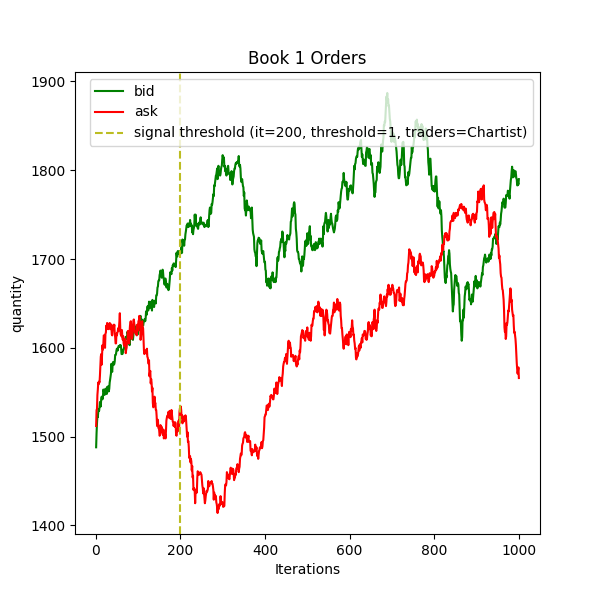 Book 1 Orders
bid
ask
signal threshold (it=200, threshold=1, traders=Chartist)
1900
1800
1700
1600
1500
1400
quantity
0 200 400 600 800 1000
Iterations